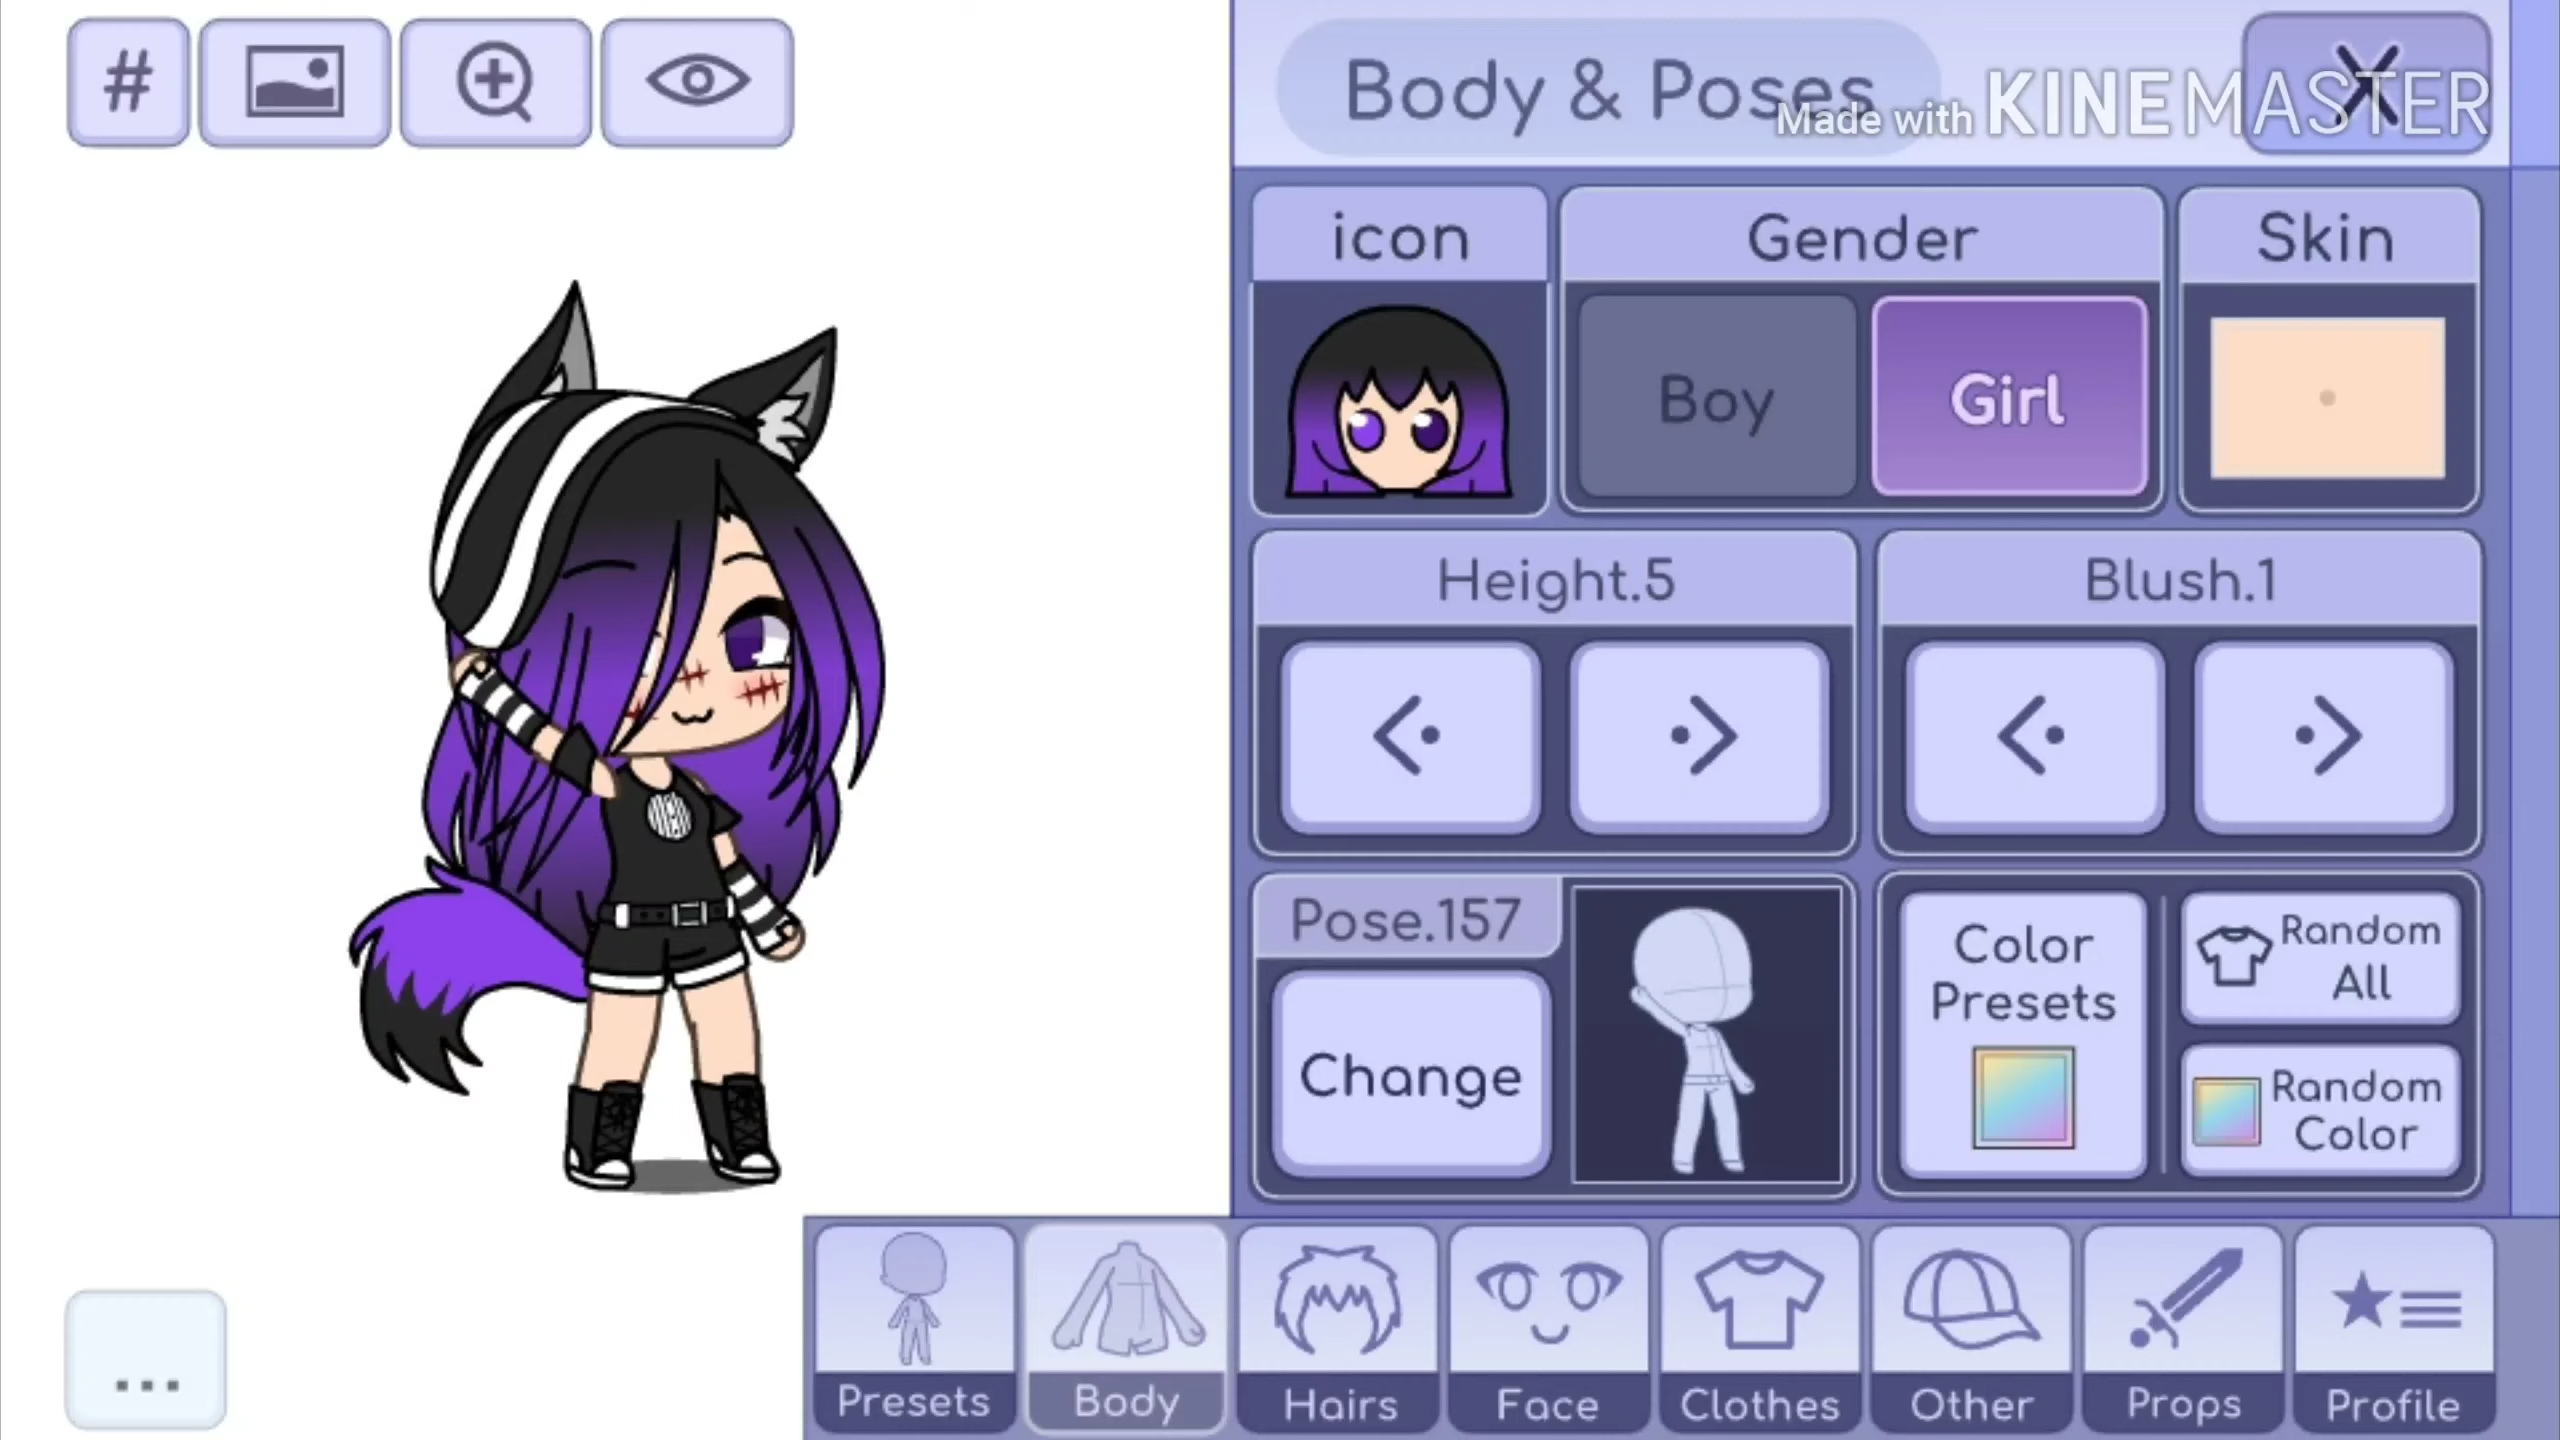 #
Body & Poses
Made with KINEMASTER
icon
Gender
Skin
Boy
Girl
Height.5
Blush.1
Pose.157
Change
Color
Presets
Random
All
Random
Color
...
Presets
Body
Hairs
Face
Clothes
Other
Props
Profile